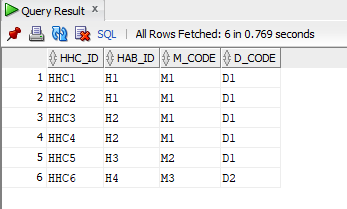 Query Result x
SQL | All Rows Fetched: 6 in 0.769 seconds
HHC_ID HAB_ID M_CODE D_CODE
1 HHC1 H1 M1 D1
2 HHC2 H1 M1 D1
3 HHC3 H2 M1 D1
4 HHC4 H2 M1 D1
5 HHC5 H3 M2 D1
6 HHC6 H4 M3 D2